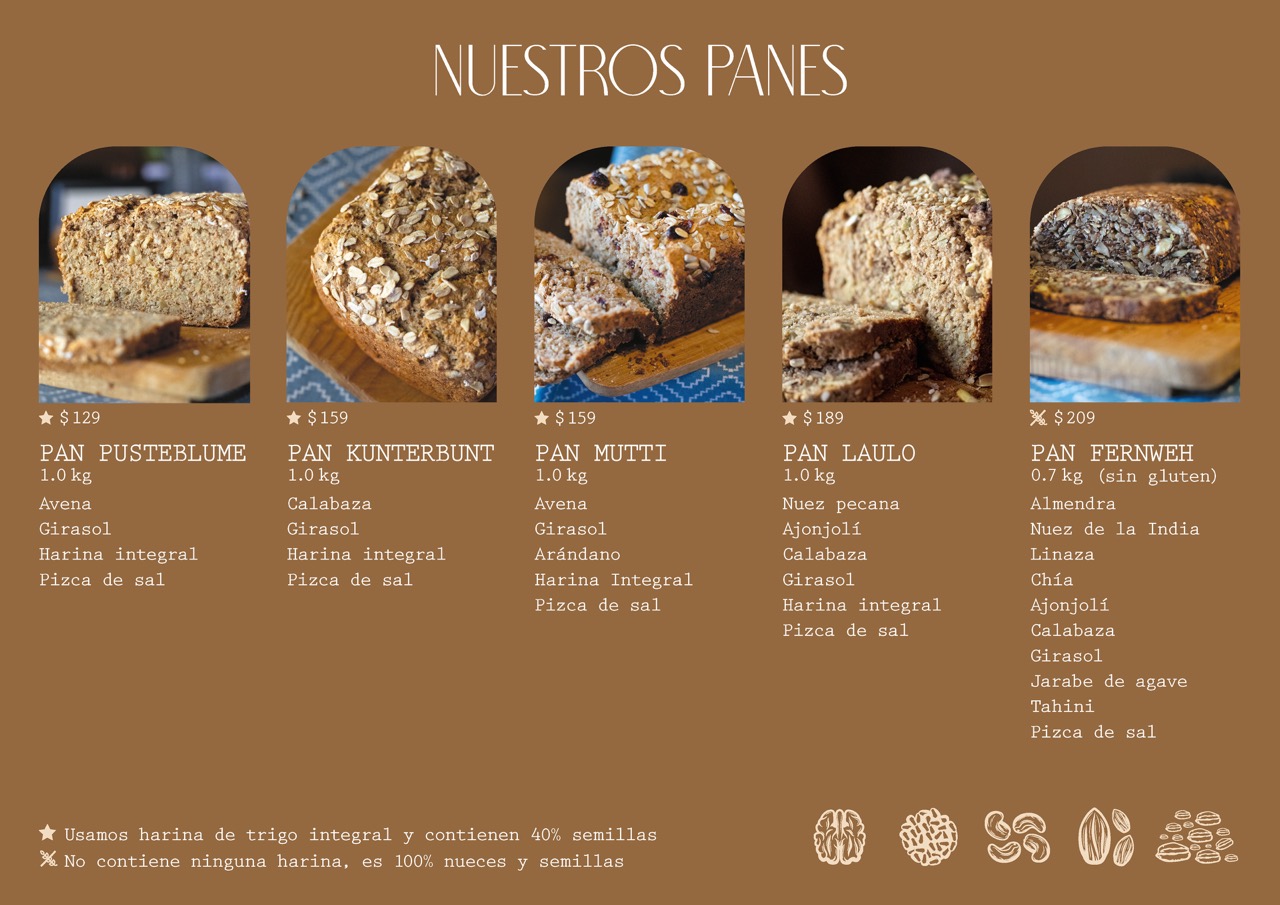 NUESTROS PANES
$129
PAN PUSTEBLUME
1.0 kg
Avena
Girasol
Harina integral
Pizca de sal
$159
PAN KUNTERBUNT
1.0 kg
Calabaza
Girasol
Harina integral
Pizca de sal
$159
PAN MUTTI
1.0 kg
Avena
Girasol
Arándano
Harina Integral
Pizca de sal
$189
PAN LAULO
1.0 kg
Nuez pecana
Ajonjolí
Calabaza
Girasol
Harina integral
Pizca de sal
$209
PAN FERNWEH
0.7 kg (sin gluten)
Almendra
Nuez de la India
Linaza
Chía
Ajonjolí
Calabaza
Girasol
Jarabe de agave
Tahini
Pizca de sal
Usamos harina de trigo integral y contienen 40% semillas
No contiene ninguna harina, es 100% nueces y semillas